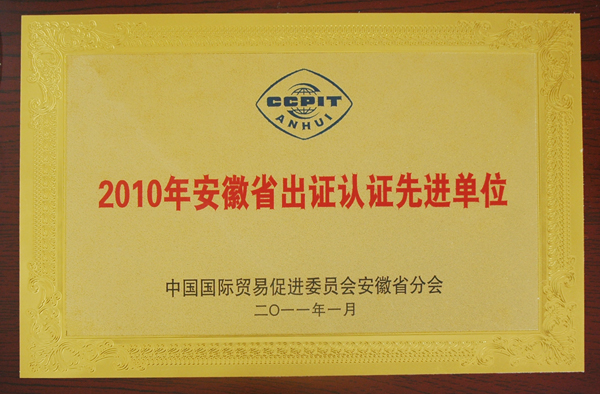 CCPIT
ANHUI
2010年安徽省出证认证先进单位
中国国际贸易促进委员会安徽省分会
二〇一一年一月